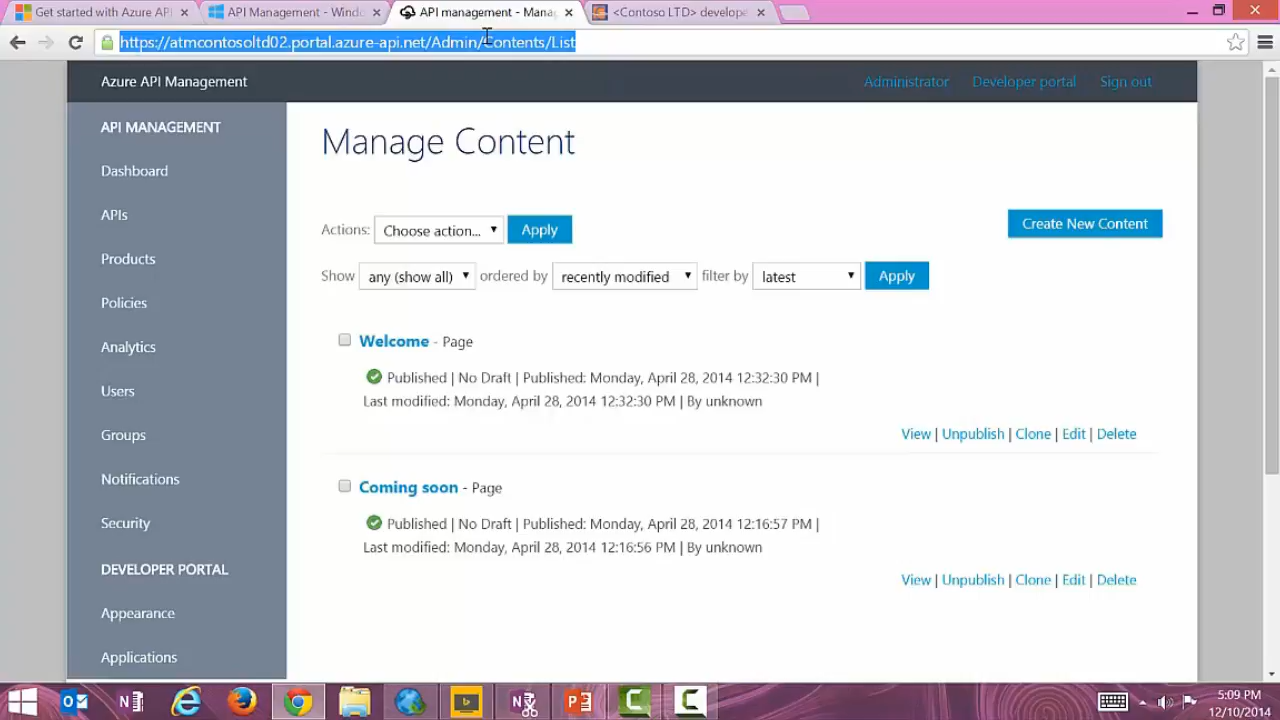 Get started with Azure API
API Management - Windo
API management - Mana
<Contoso LTD> develope
https://atmcontosoltd02.portal.azure-api.net/Admin/Contents/List
Azure API Management
Administrator
Developer portal
Sign out
API MANAGEMENT
Dashboard
APIs
Products
Policies
Analytics
Users
Groups
Notifications
Security
DEVELOPER PORTAL
Appearance
Applications
Manage Content
Actions: Choose action... Apply
Create New Content
Show any (show all) ordered by recently modified filter by latest Apply
Welcome - Page
Published | No Draft | Published: Monday, April 28, 2014 12:32:30 PM |
Last modified: Monday, April 28, 2014 12:32:30 PM | By unknown
View | Unpublish | Clone | Edit | Delete
Coming soon - Page
Published | No Draft | Published: Monday, April 28, 2014 12:16:57 PM |
Last modified: Monday, April 28, 2014 12:16:56 PM | By unknown
View | Unpublish | Clone | Edit | Delete
5:09 PM
12/10/2014